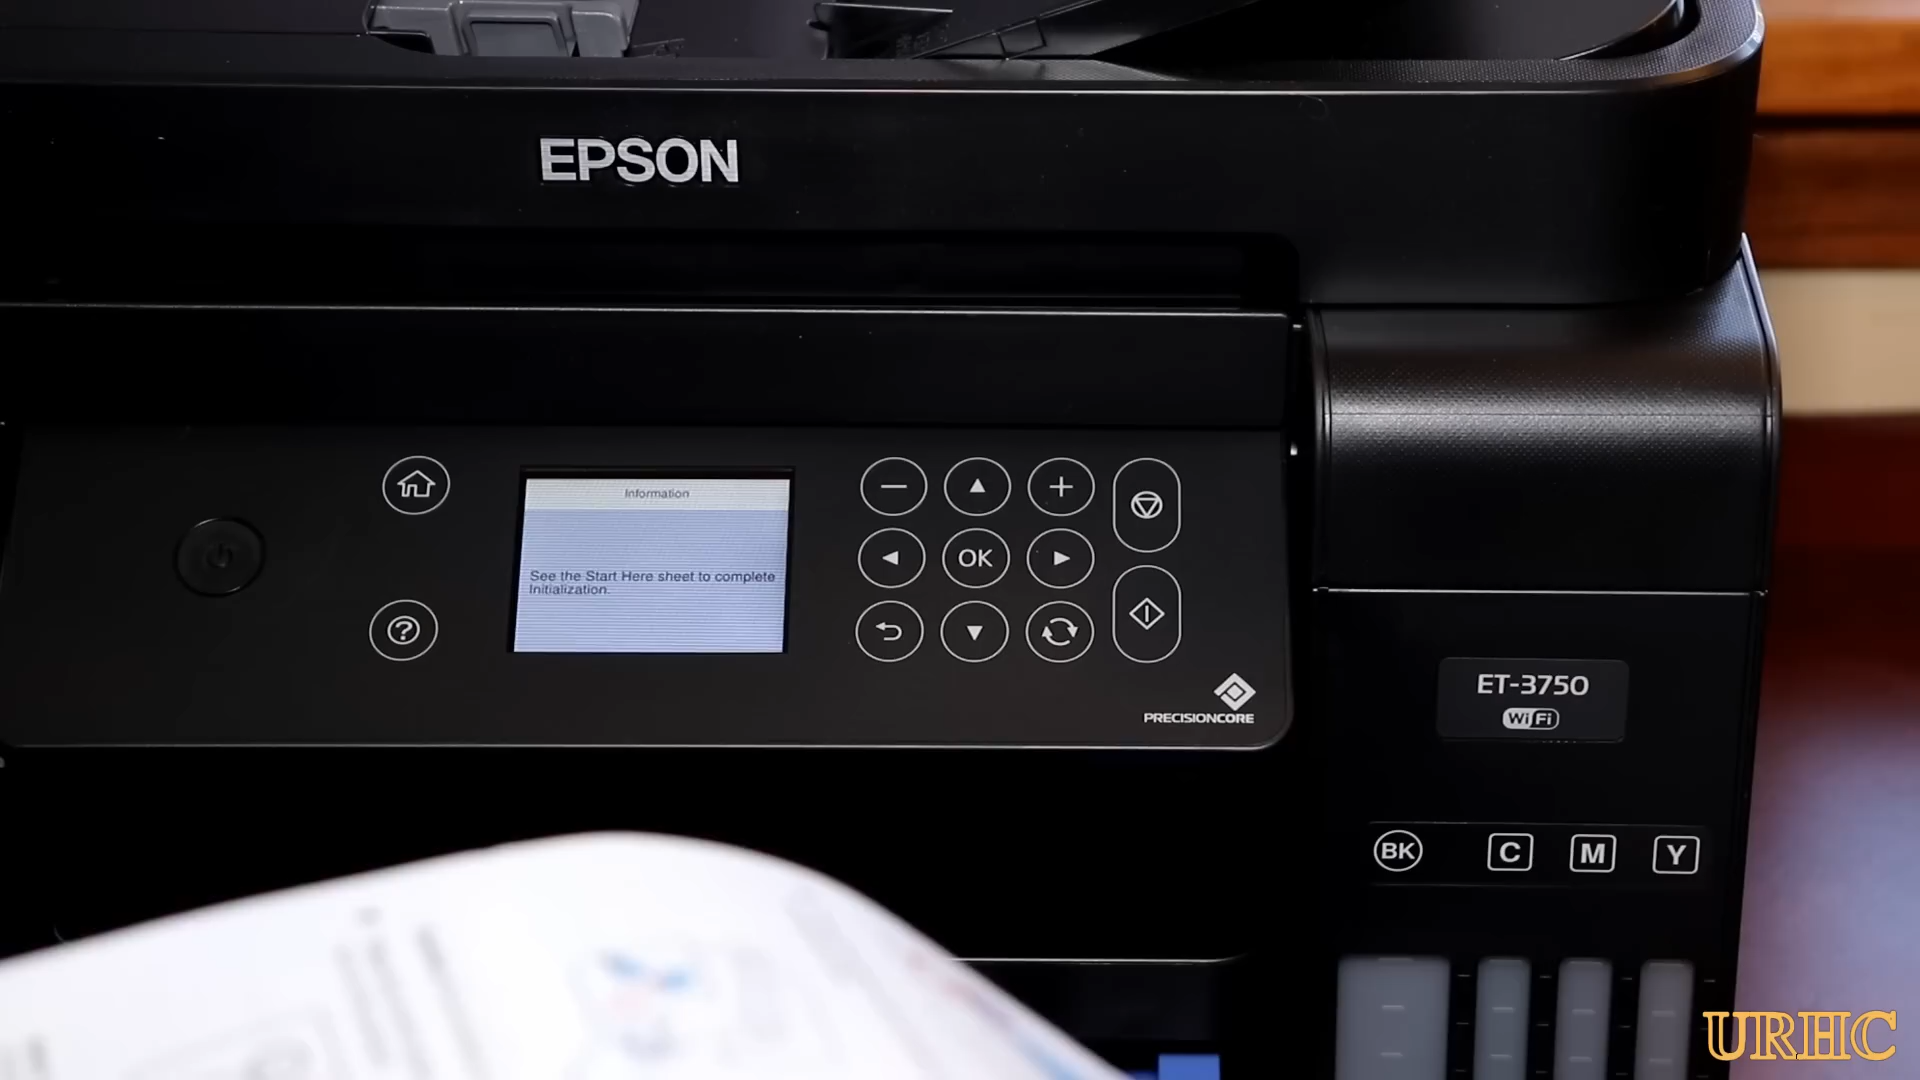 EPSON
Information
See the Start Here sheet to complete
Initialization.
OK
PRECISIONCORE
ET-3750
WiFi
BK C M Y
URHC